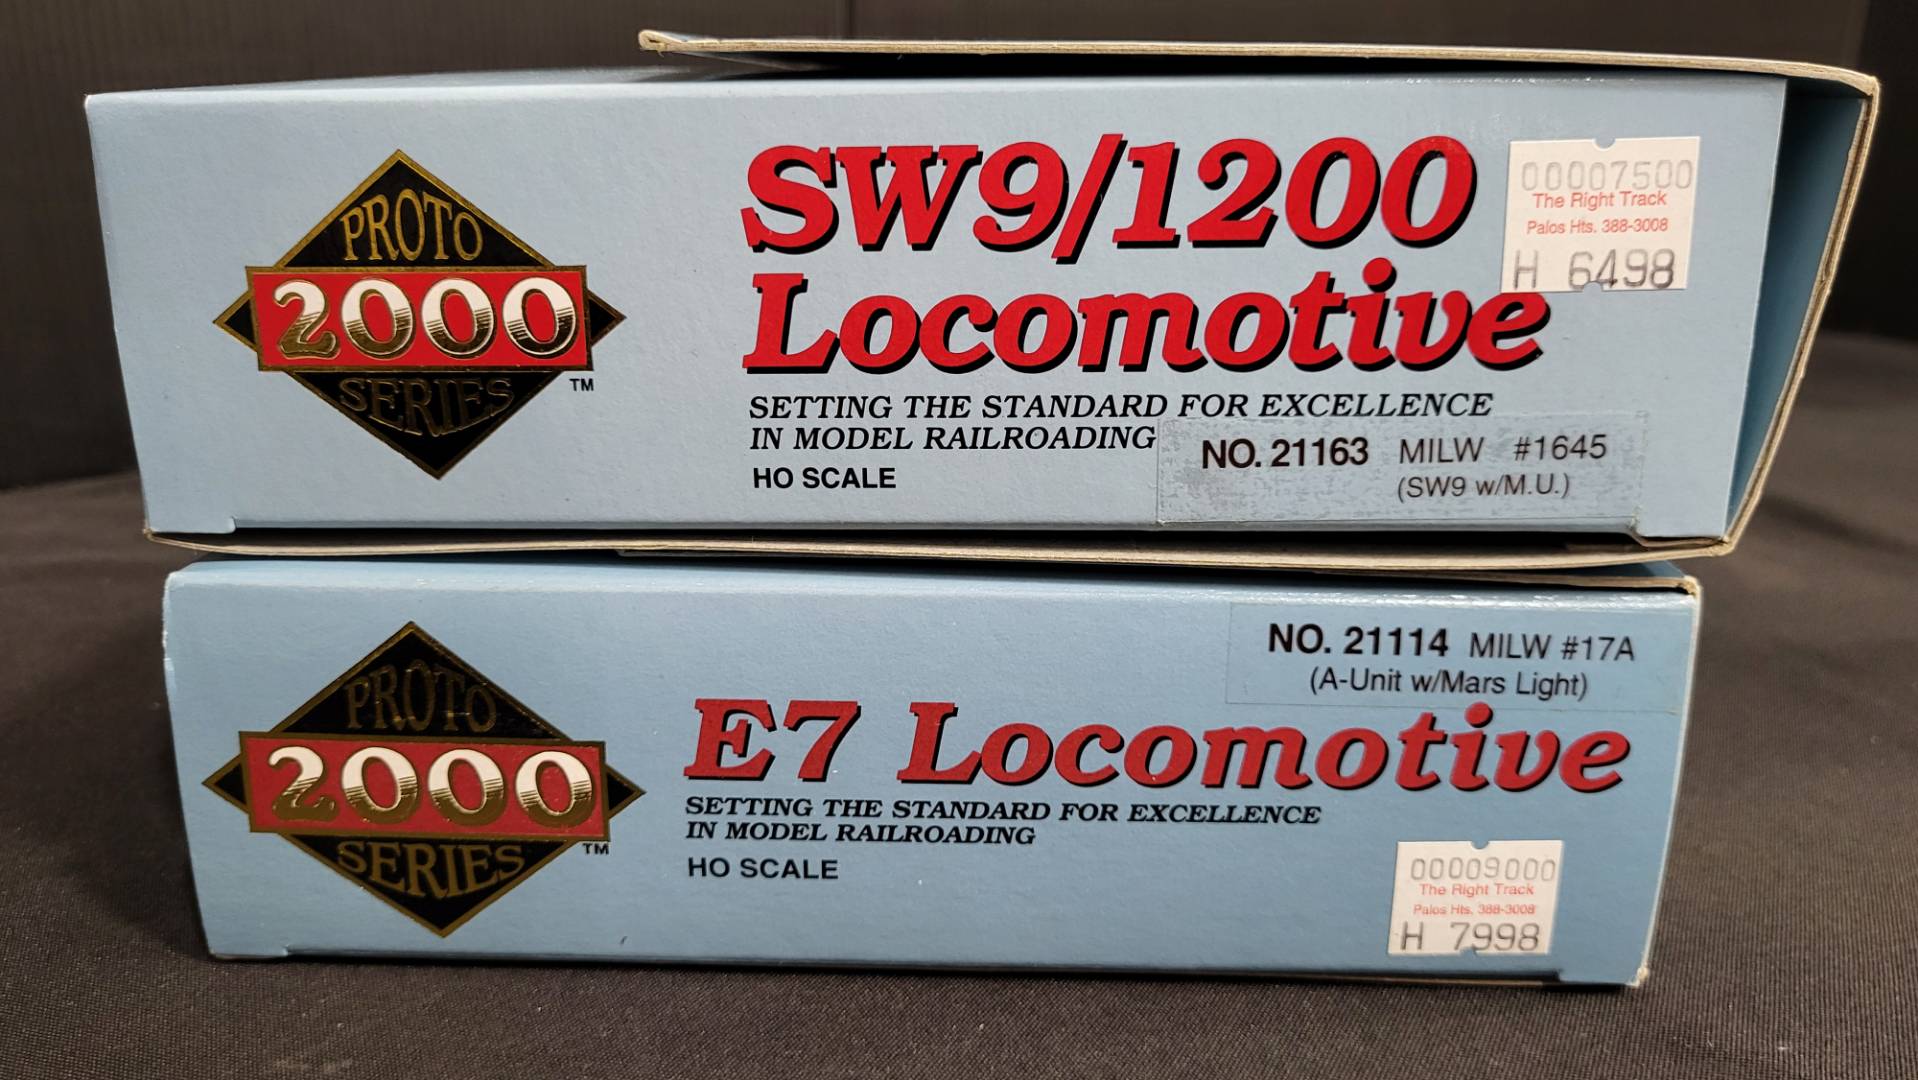 PROTO
2000
SERIES
TM
SW9/1200
Locomotive
SETTING THE STANDARD FOR EXCELLENCE
IN MODEL RAILROADING
HO SCALE
NO. 21163 MILW #1645
(SW9 w/M.U.)
00007500
The Right Track
Palos Hts. 388-3008
H 6498
PROTO
2000
SERIES
TM
NO. 21114 MILW #17A
(A-Unit w/Mars Light)
E7 Locomotive
SETTING THE STANDARD FOR EXCELLENCE
IN MODEL RAILROADING
HO SCALE
00009000
The Right Track
Palos Hts. 388-3008
H 7998